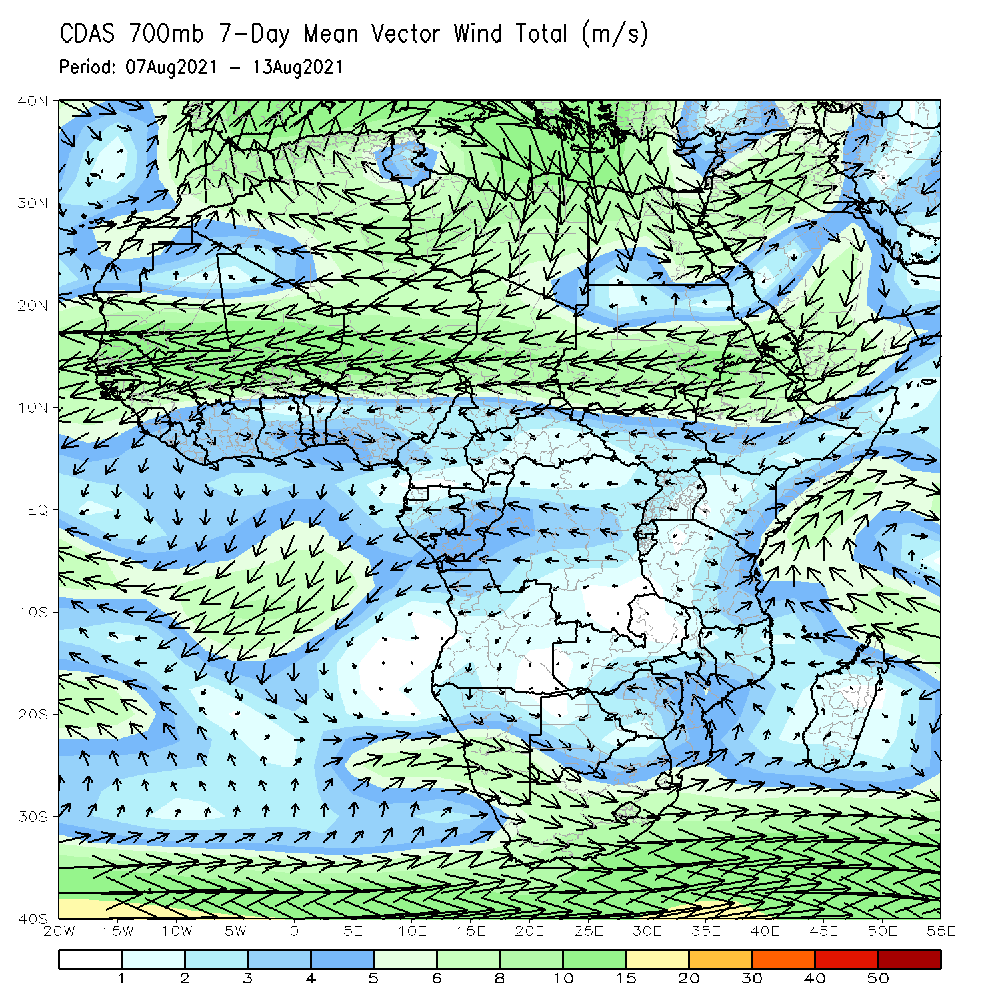 CDAS 700mb 7-Day Mean Vector Wind Total (m/s)
Period: 07Aug2021 - 13Aug2021
40N
30N
20N
10N
EQ
10S
20S
30S
40S
20W 15W 10W 5W 0 5E 10E 15E 20E 25E 30E 35E 40E 45E 50E 55E
1 2 3 4 5 6 8 10 15 20 30 40 50